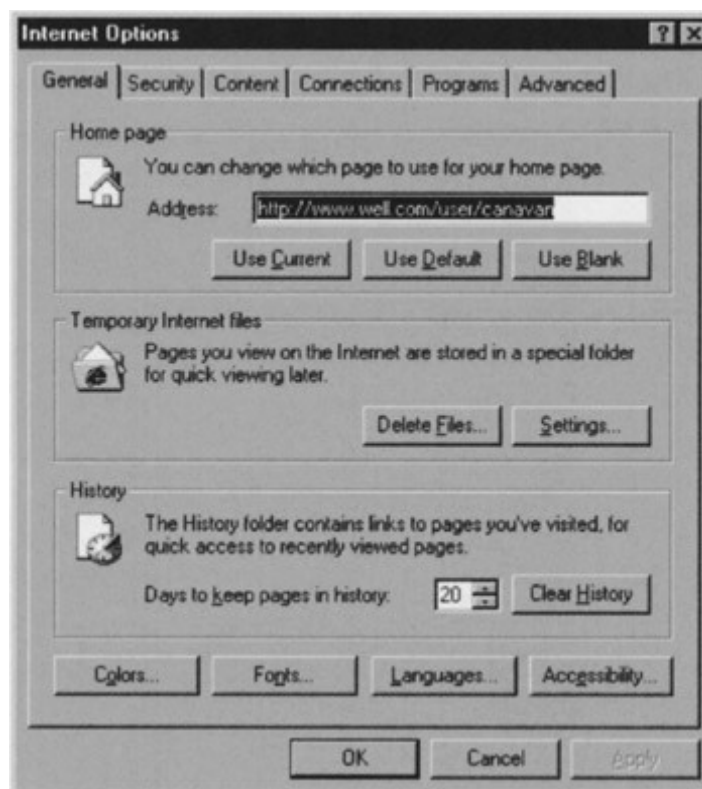 Internet Options
General Security Content Connections Programs Advanced
Home page
You can change which page to use for your home page.
Address: http://www.well.com/user/canavan
Use Current Use Default Use Blank
Temporary Internet files
Pages you view on the Internet are stored in a special folder
for quick viewing later.
Delete Files... Settings...
History
The History folder contains links to pages you've visited, for
quick access to recently viewed pages.
Days to keep pages in history: 20 Clear History
Colors... Fonts... Languages... Accessibility...
OK Cancel Apply